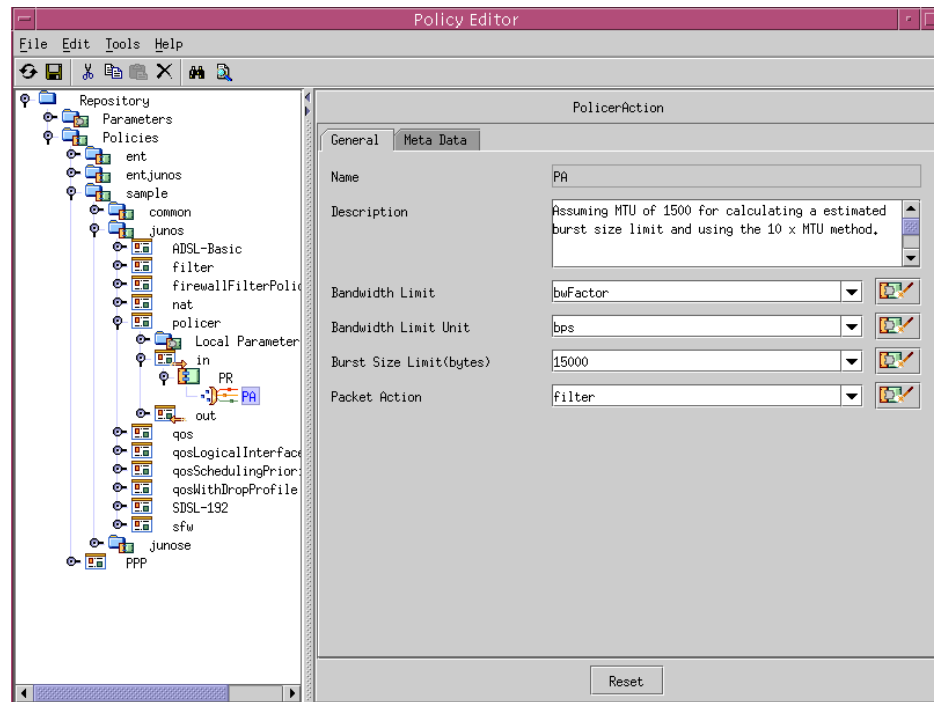 Policy Editor
File Edit Tools Help
Repository
Parameters
Policies
ent
entjunos
sample
common
junos
ADSL-Basic
filter
firewallFilterPolic
nat
policer
Local Parameter
in
PR
PA
out
qos
qosLogicalInterface
qosSchedulingPrior
qosWithDropProfile
SDSL-192
sfw
junose
PPP
PolicerAction
General Meta Data
Name PA
Description Assuming MTU of 1500 for calculating a estimated
burst size limit and using the 10 x MTU method.
Bandwidth Limit bwFactor
Bandwidth Limit Unit bps
Burst Size Limit(bytes) 15000
Packet Action filter
Reset